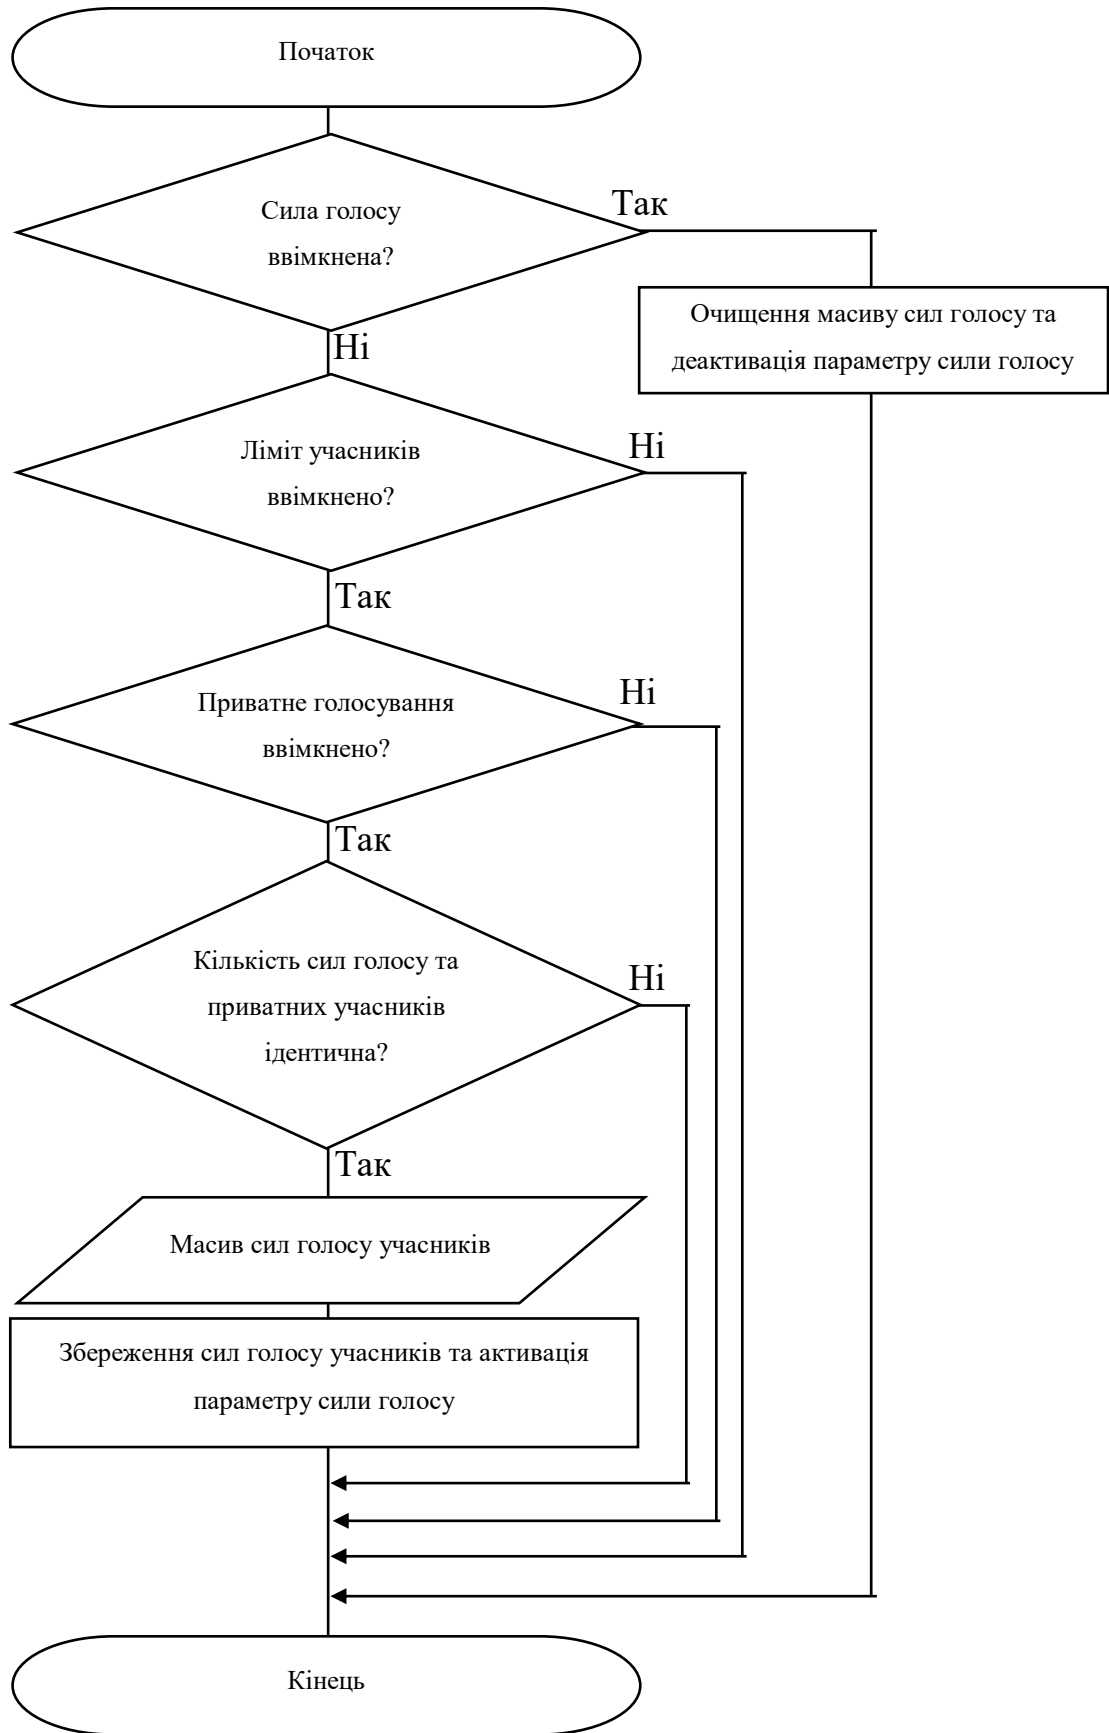 Початок
Сила голосу
ввімкнена?
Так
Очищення масиву сил голосу та
деактивація параметру сили голосу
Ні
Ліміт учасників
ввімкнено?
Ні
Так
Приватне голосування
ввімкнено?
Ні
Так
Кількість сил голосу та
приватних учасників
ідентична?
Ні
Так
Масив сил голосу учасників
Збереження сил голосу учасників та активація
параметру сили голосу
Кінець